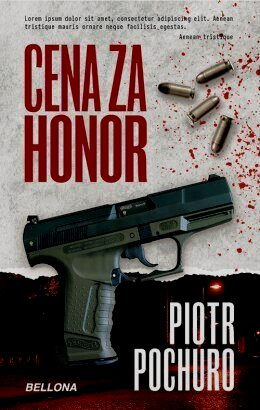 Lorem ipsum dolor sit amet, consectetur adipiscing elit. Aenean
tristique mauris ornare neque facilisis egestas.
Aenean tristique
CENA ZA
HONOR
PIOTR
POCHURO
BELLONA